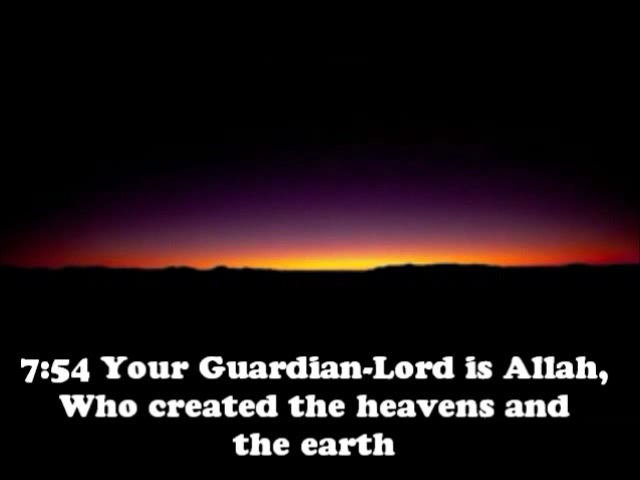 7:54 Your Guardian-Lord is Allah,
Who created the heavens and
the earth